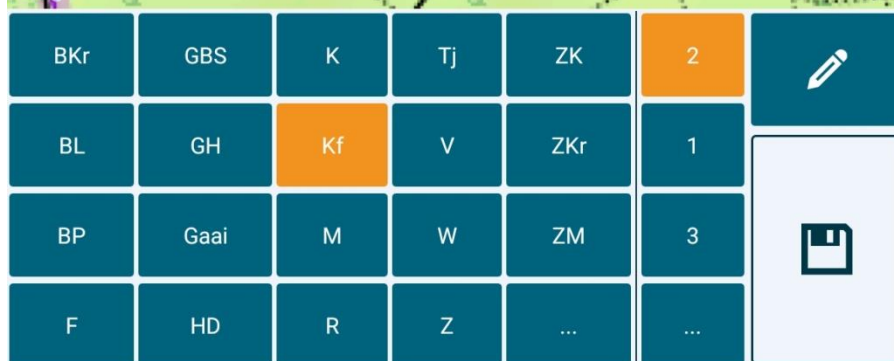 BKr GBS K Tj ZK 2
BL GH Kf V ZKr 1
BP Gaai M W ZM 3
F HD R Z ... ...